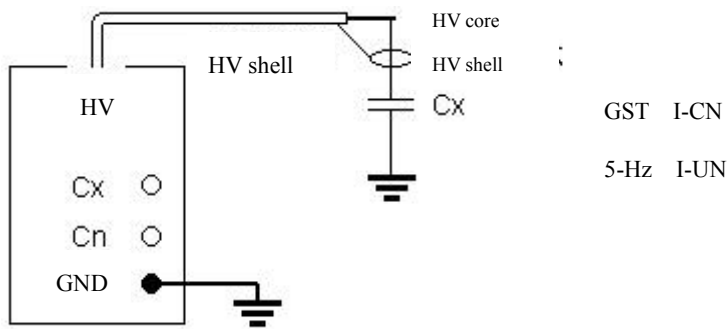 HV core
HV shell
HV shell
HV
Cx
GST I-CN
5-Hz I-UN
Cx
Cn
GND